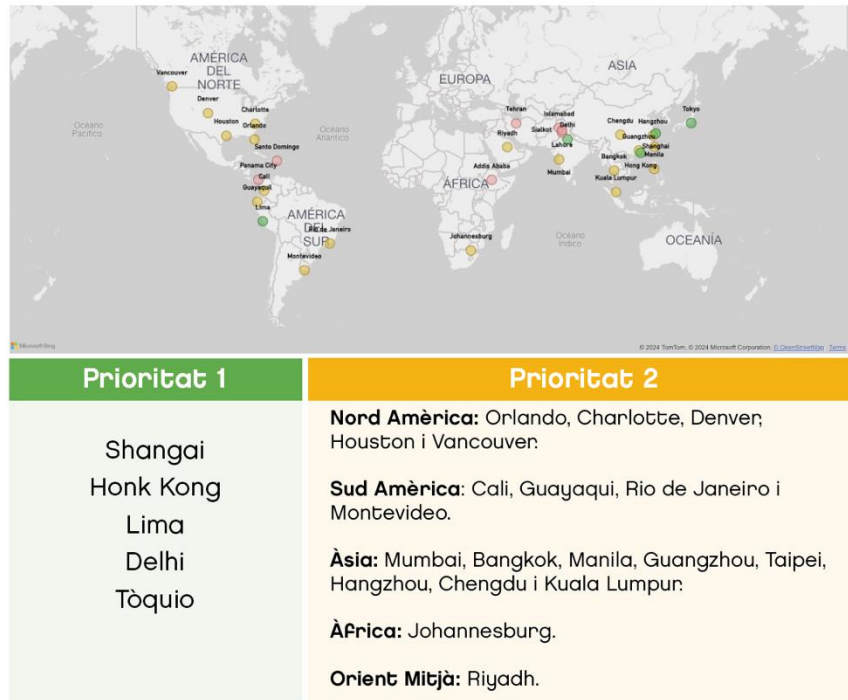 AMÉRICA
DEL
NORTE
EUROPA
ASIA
ÁFRICA
AMÉRICA
DEL
SUR
OCEANÍA
Océano
Pacífico
Océano
Atlántico
Océano
Índico
Vancouver
Denver
Charlotte
Houston
Orlando
Santo Domingo
Panama City
Cali
Guayaquil
Lima
Rio de Janeiro
Montevideo
Tehran
Islamabad
Sialkot
Delhi
Lahore
Riyadh
Mumbai
Addis Ababa
Johannesburg
Chengdu
Hangzhou
Tokyo
Guangzhou
Shanghai
Manila
Bangkok
Hong Kong
Kuala Lumpur
Microsoft Bing
© 2024 TomTom, © 2024 Microsoft Corporation, © OpenStreetMap Terms
Prioritat 1
Shangai
Honk Kong
Lima
Delhi
Tòquio
Prioritat 2
Nord Amèrica: Orlando, Charlotte, Denver,
Houston i Vancouver.
Sud Amèrica: Cali, Guayaqui, Rio de Janeiro i
Montevideo.
Àsia: Mumbai, Bangkok, Manila, Guangzhou, Taipei,
Hangzhou, Chengdu i Kuala Lumpur.
Àfrica: Johannesburg.
Orient Mitjà: Riyadh.